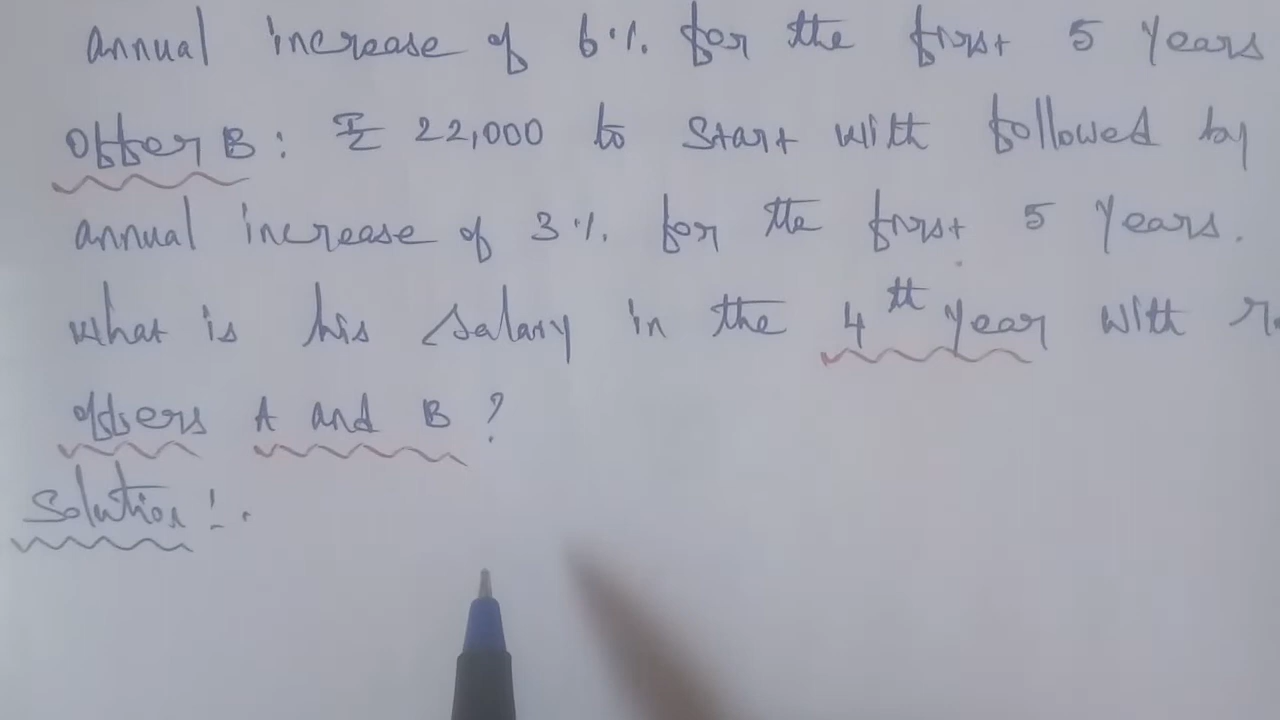 annual increase of 6% for the first 5 years
Offer B: ₹ 22,000 to start with followed by
annual increase of 3% for the first 5 years.
what is his salary in the 4th year with
offers A and B?
Solution:-